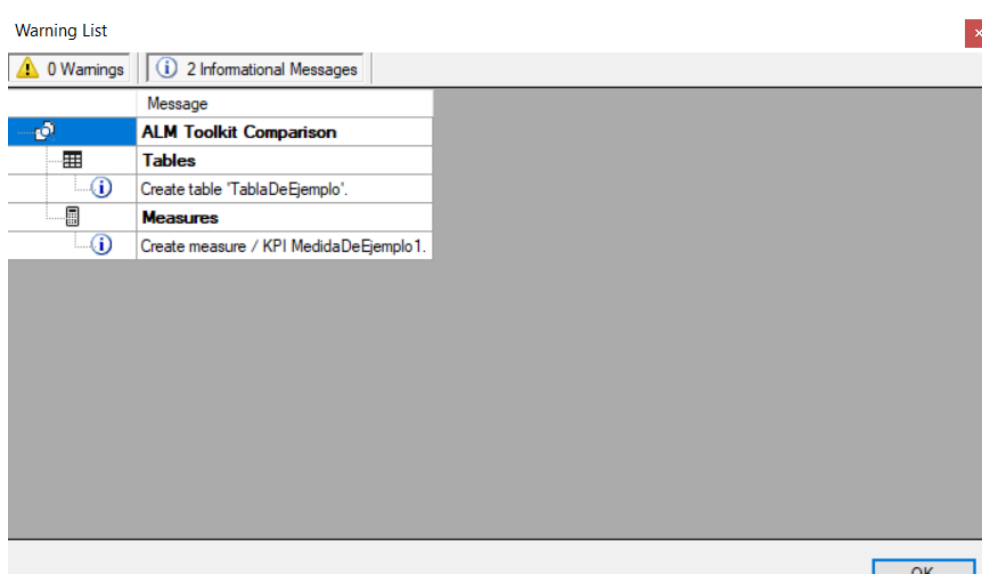 Warning List
0 Warnings
2 Informational Messages
Message
ALM Toolkit Comparison
Tables
Create table 'TablaDeEjemplo'.
Measures
Create measure / KPI MedidaDeEjemplo1.
OK